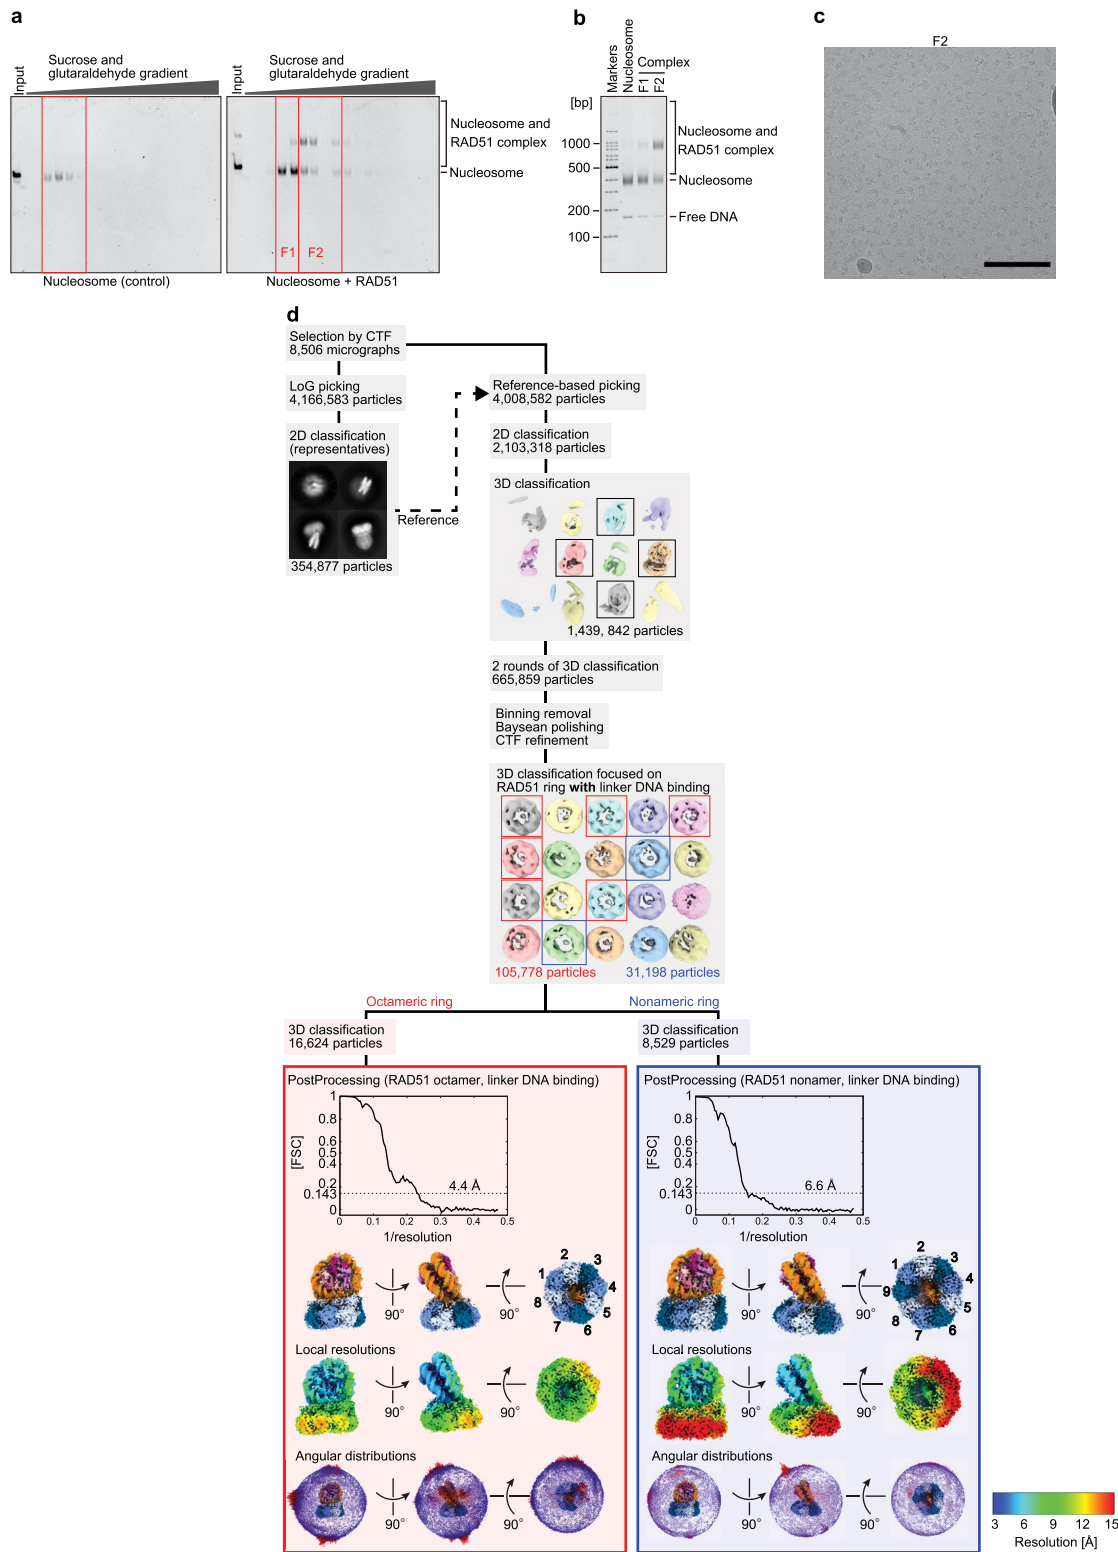 a
Sucrose and
glutaraldehyde gradient
Input
Nucleosome (control)
Sucrose and
glutaraldehyde gradient
Input
Nucleosome and
RAD51 complex
Nucleosome
F1 F2
Nucleosome + RAD51
b
Markers
Nucleosome
Complex
F1
F2
[bp]
1000
500
200
100
Nucleosome and
RAD51 complex
Nucleosome
Free DNA
c
F2
d
Selection by CTF
8,506 micrographs
LoG picking
4,166,583 particles
2D classification
(representatives)
354,877 particles
Reference
Reference-based picking
4,008,582 particles
2D classification
2,103,318 particles
3D classification
1,439, 842 particles
2 rounds of 3D classification
665,859 particles
Binning removal
Baysean polishing
CTF refinement
3D classification focused on
RAD51 ring with linker DNA binding
105,778 particles
31,198 particles
Octameric ring
Nonameric ring
3D classification
16,624 particles
3D classification
8,529 particles
PostProcessing (RAD51 octamer, linker DNA binding)
[FSC]
1
0.8
0.6
0.4
0.2
0.143
0
4.4 Å
0 0.1 0.2 0.3 0.4 0.5
1/resolution
90°
90°
1 2 3 4 5 6 7 8
Local resolutions
90°
90°
Angular distributions
90°
90°
PostProcessing (RAD51 nonamer, linker DNA binding)
[FSC]
1
0.8
0.6
0.4
0.2
0.143
0
6.6 Å
0 0.1 0.2 0.3 0.4 0.5
1/resolution
90°
90°
1 2 3 4 5 6 7 8 9
Local resolutions
90°
90°
Angular distributions
90°
90°
3 6 9 12 15
Resolution [Å]